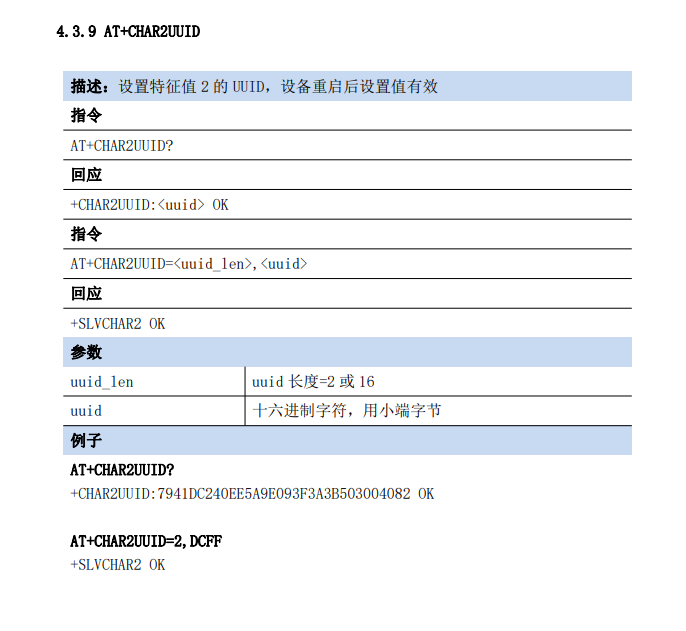 4.3.9 AT+CHAR2UUID
描述：设置特征值 2 的 UUID，设备重启后设置值有效
指令
AT+CHAR2UUID?
回应
+CHAR2UUID:<uuid> OK
指令
AT+CHAR2UUID=<uuid_len>,<uuid>
回应
+SLVCHAR2 OK
参数
uuid_len uuid 长度=2 或 16
uuid 十六进制字符，用小端字节
例子
AT+CHAR2UUID?
+CHAR2UUID:7941DC240EE5A9E093F3A3B503004082 OK
AT+CHAR2UUID=2,DCFF
+SLVCHAR2 OK